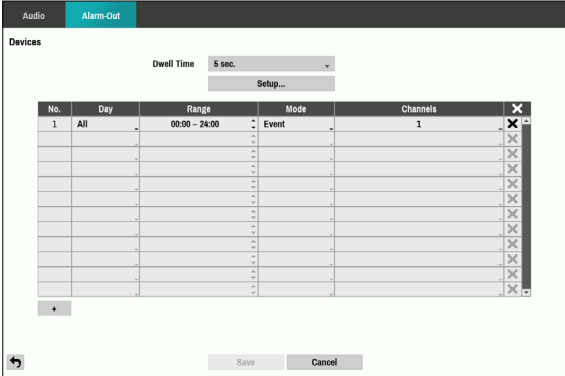 Audio Alarm-Out
Devices
Dwell Time 5 sec.
Setup...
No. Day Range Mode Channels
1 All 00:00 ~ 24:00 Event 1
+
Save Cancel